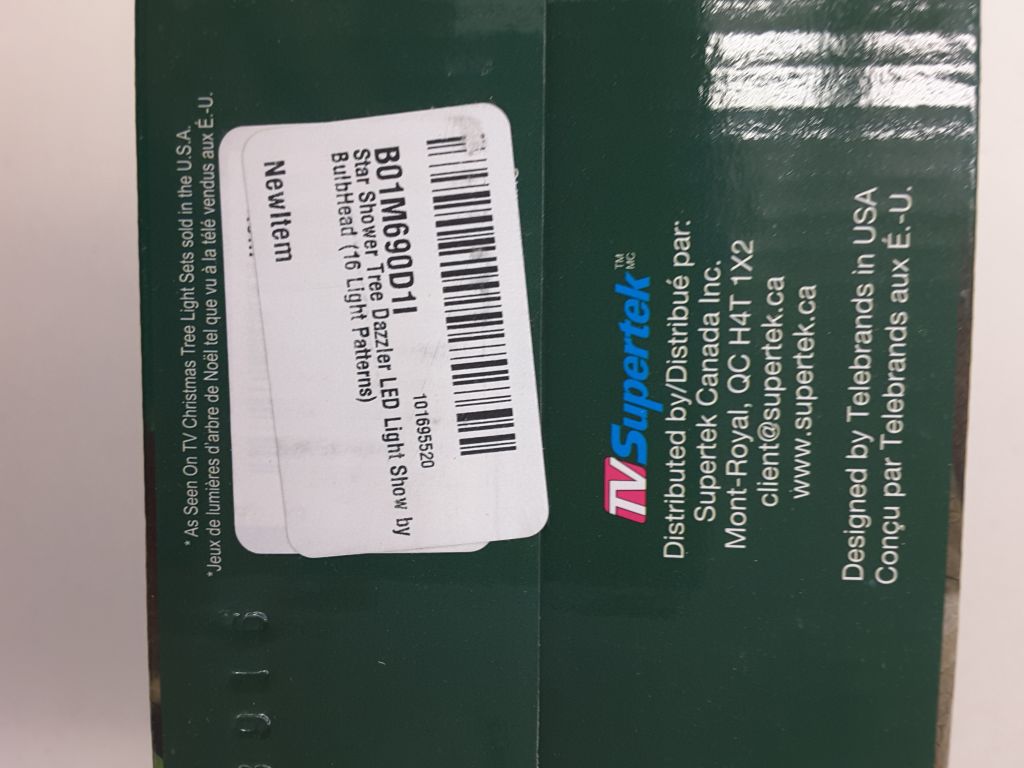 * As Seen On TV Christmas Tree Light Sets sold in the U.S.A.
*Jeux de lumières d'arbre de Noël tel que vu à la télé vendus aux É.-U.
101695520
B01M690D1I
Star Shower Tree Dazzler LED Light Show by
BulbHead (16 Light Patterns)
NewItem
TVSupertek™ MC
Distributed by/Distribué par:
Supertek Canada Inc.
Mont-Royal, QC H4T 1X2
client@supertek.ca
www.supertek.ca
Designed by Telebrands in USA
Conçu par Telebrands aux É.-U.